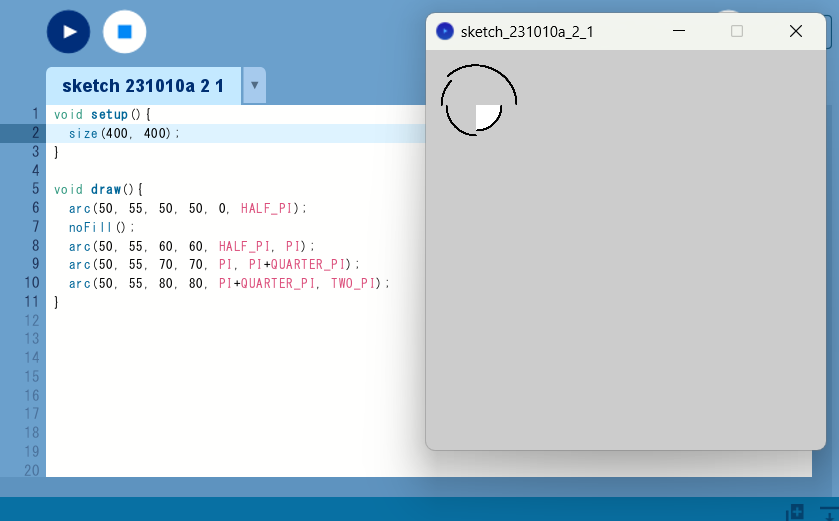 sketch_231010a_2_1
sketch 231010a 2 1
1 void setup(){
2 size(400, 400);
3 }
4
5 void draw(){
6 arc(50, 55, 50, 50, 0, HALF_PI);
7 noFill();
8 arc(50, 55, 60, 60, HALF_PI, PI);
9 arc(50, 55, 70, 70, PI, PI+QUARTER_PI);
10 arc(50, 55, 80, 80, PI+QUARTER_PI, TWO_PI);
11 }
12
13
14
15
16
17
18
19
20